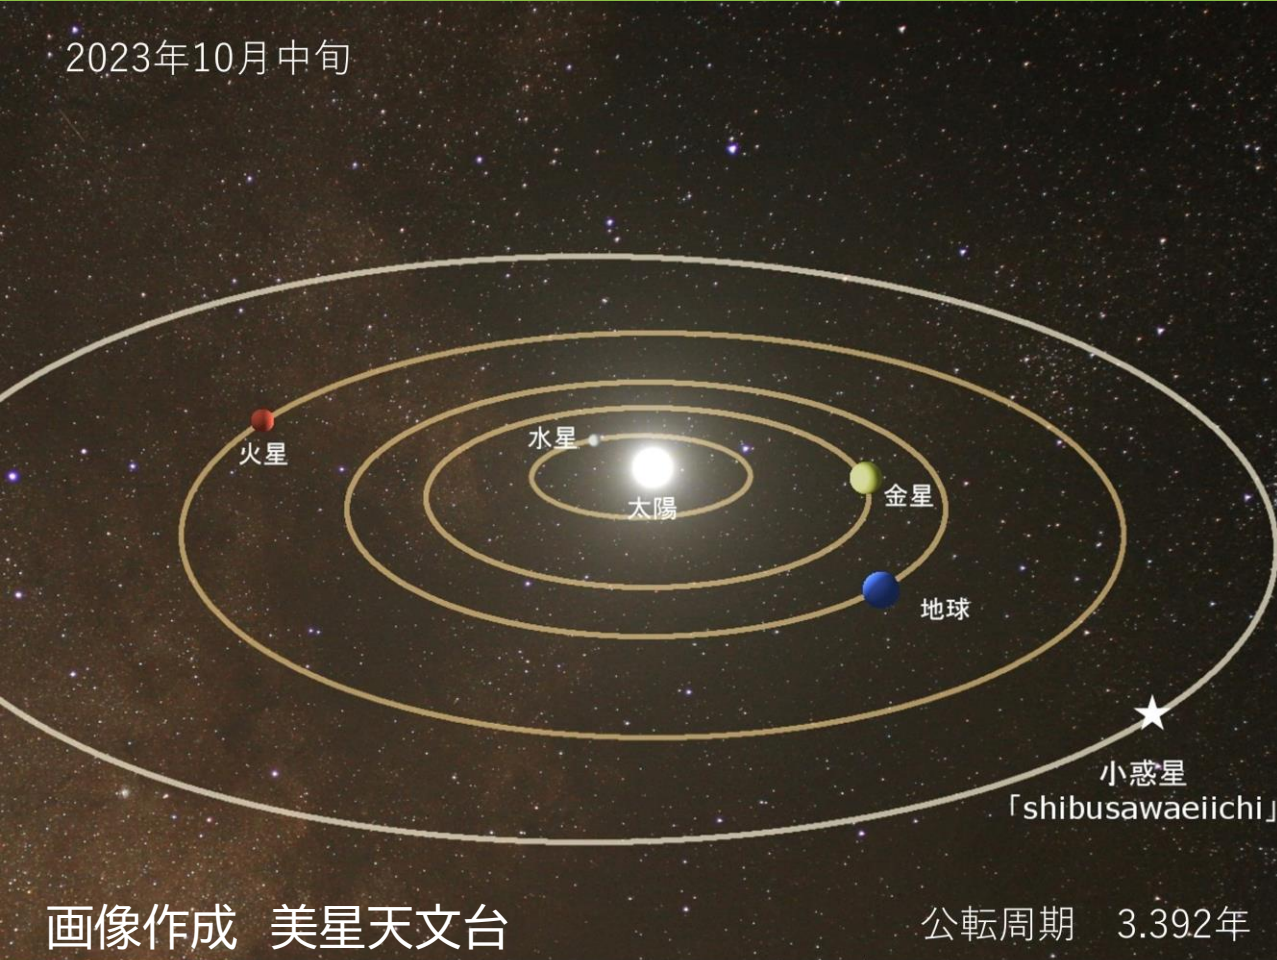 2023年10月中旬
水星
火星
太陽
金星
地球
小惑星
「shibusawaeiichi」
画像作成　美星天文台
公転周期　3.392年